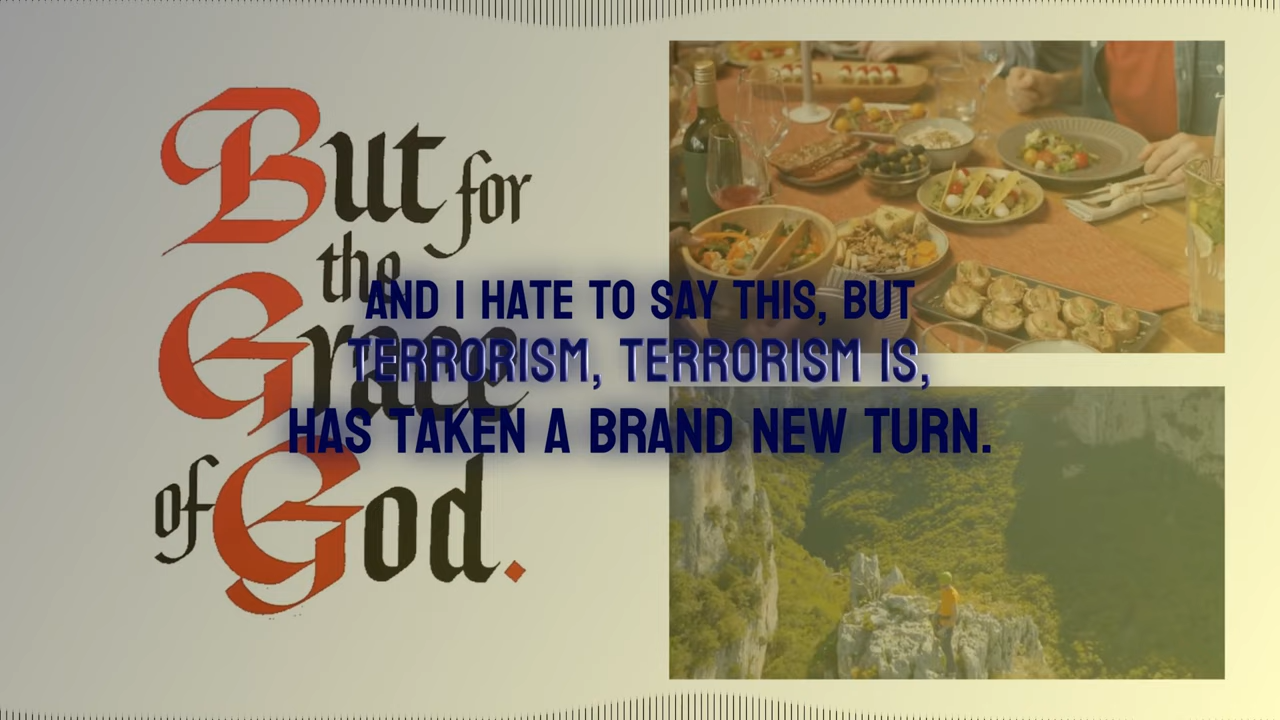 But for
the
Grace
of God.
AND I HATE TO SAY THIS, BUT
TERRORISM, TERRORISM IS,
HAS TAKEN A BRAND NEW TURN.